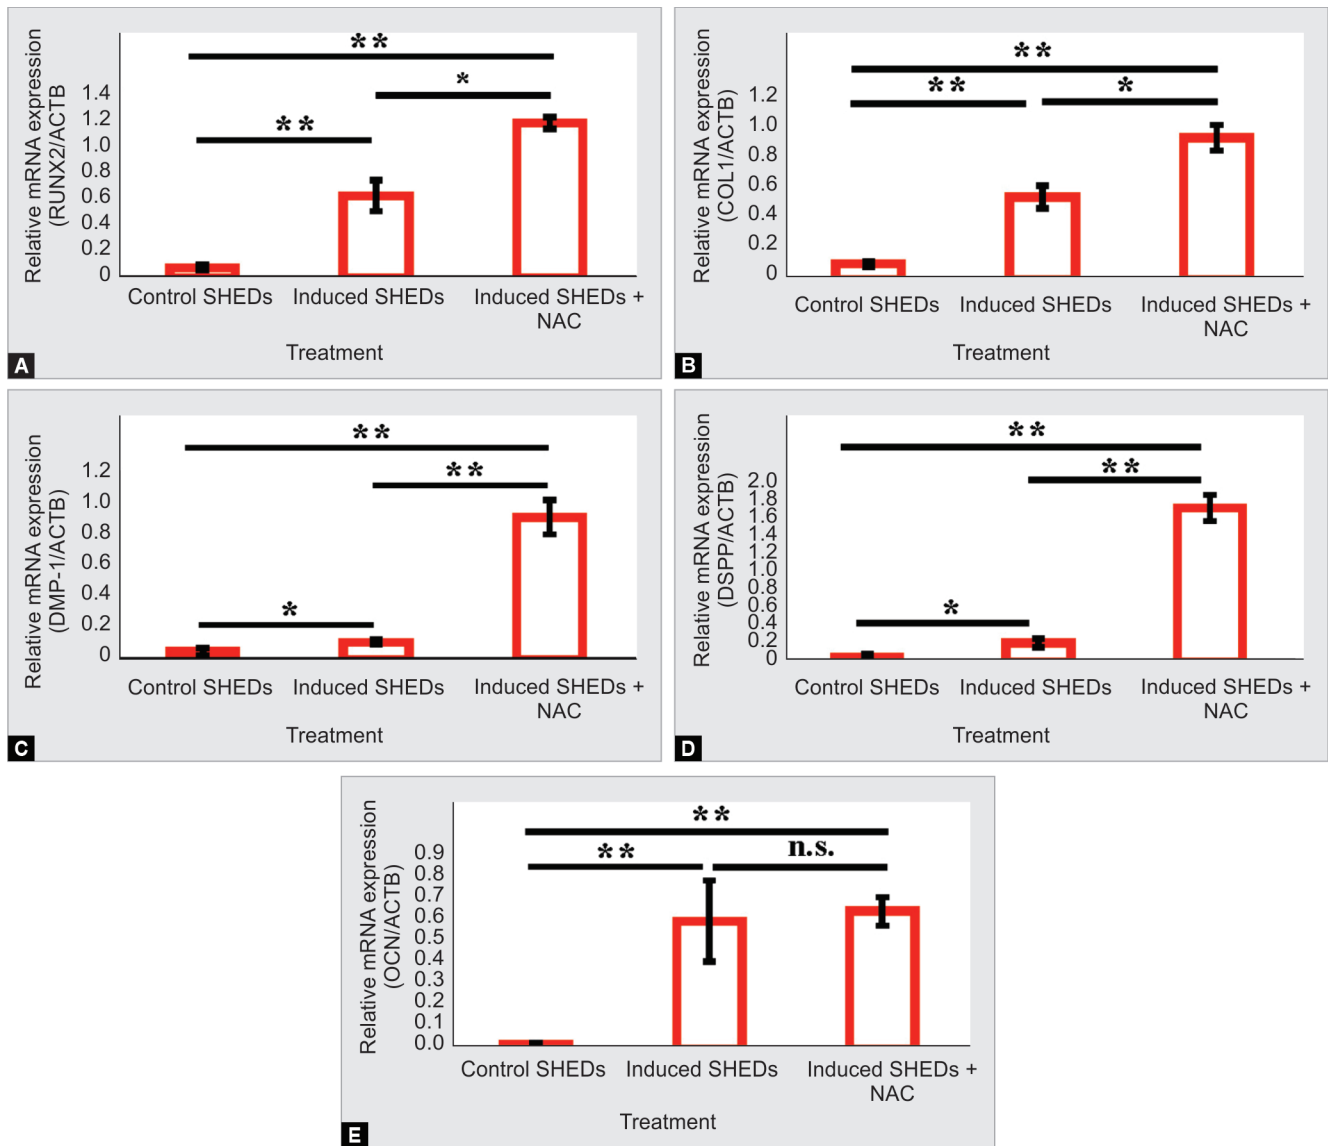 Relative mRNA expression
(RUNX2/ACTB
1.4
1.2
1.0
0.8
0.6
0.4
0.2
0
**
*
**
Control SHEDs
Induced SHEDs
Induced SHEDs +
NAC
Treatment
A
Relative mRNA expression
(COL1/ACTB)
1.2
1.0
0.8
0.6
0.4
0.2
0
**
**
*
Control SHEDs
Induced SHEDs
Induced SHEDs +
NAC
Treatment
B
Relative mRNA expression
(DMP-1/ACTB)
1.2
1.0
0.8
0.6
0.4
0.2
0
**
**
*
Control SHEDs
Induced SHEDs
Induced SHEDs +
NAC
Treatment
C
Relative mRNA expression
(DSPP/ACTB)
2.0
1.8
1.6
1.4
1.2
1.0
0.8
0.6
0.4
0.2
0
**
**
*
Control SHEDs
Induced SHEDs
Induced SHEDs +
NAC
Treatment
D
Relative mRNA expression
(OCN/ACTB)
0.9
0.8
0.7
0.6
0.5
0.4
0.3
0.2
0.1
0.0
**
**
n.s.
Control SHEDs
Induced SHEDs
Induced SHEDs +
NAC
Treatment
E